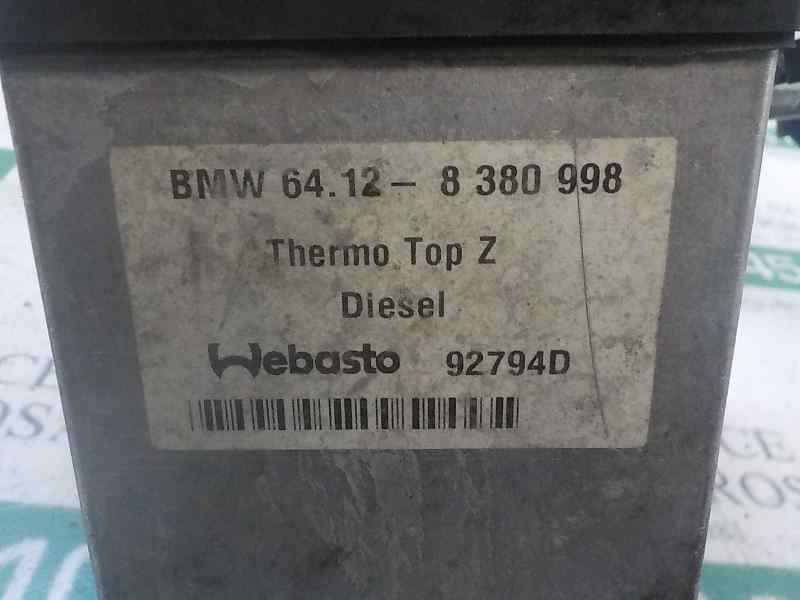 BMW 64.12– 8 380 998
Thermo Top Z
Diesel
Webasto 92794D